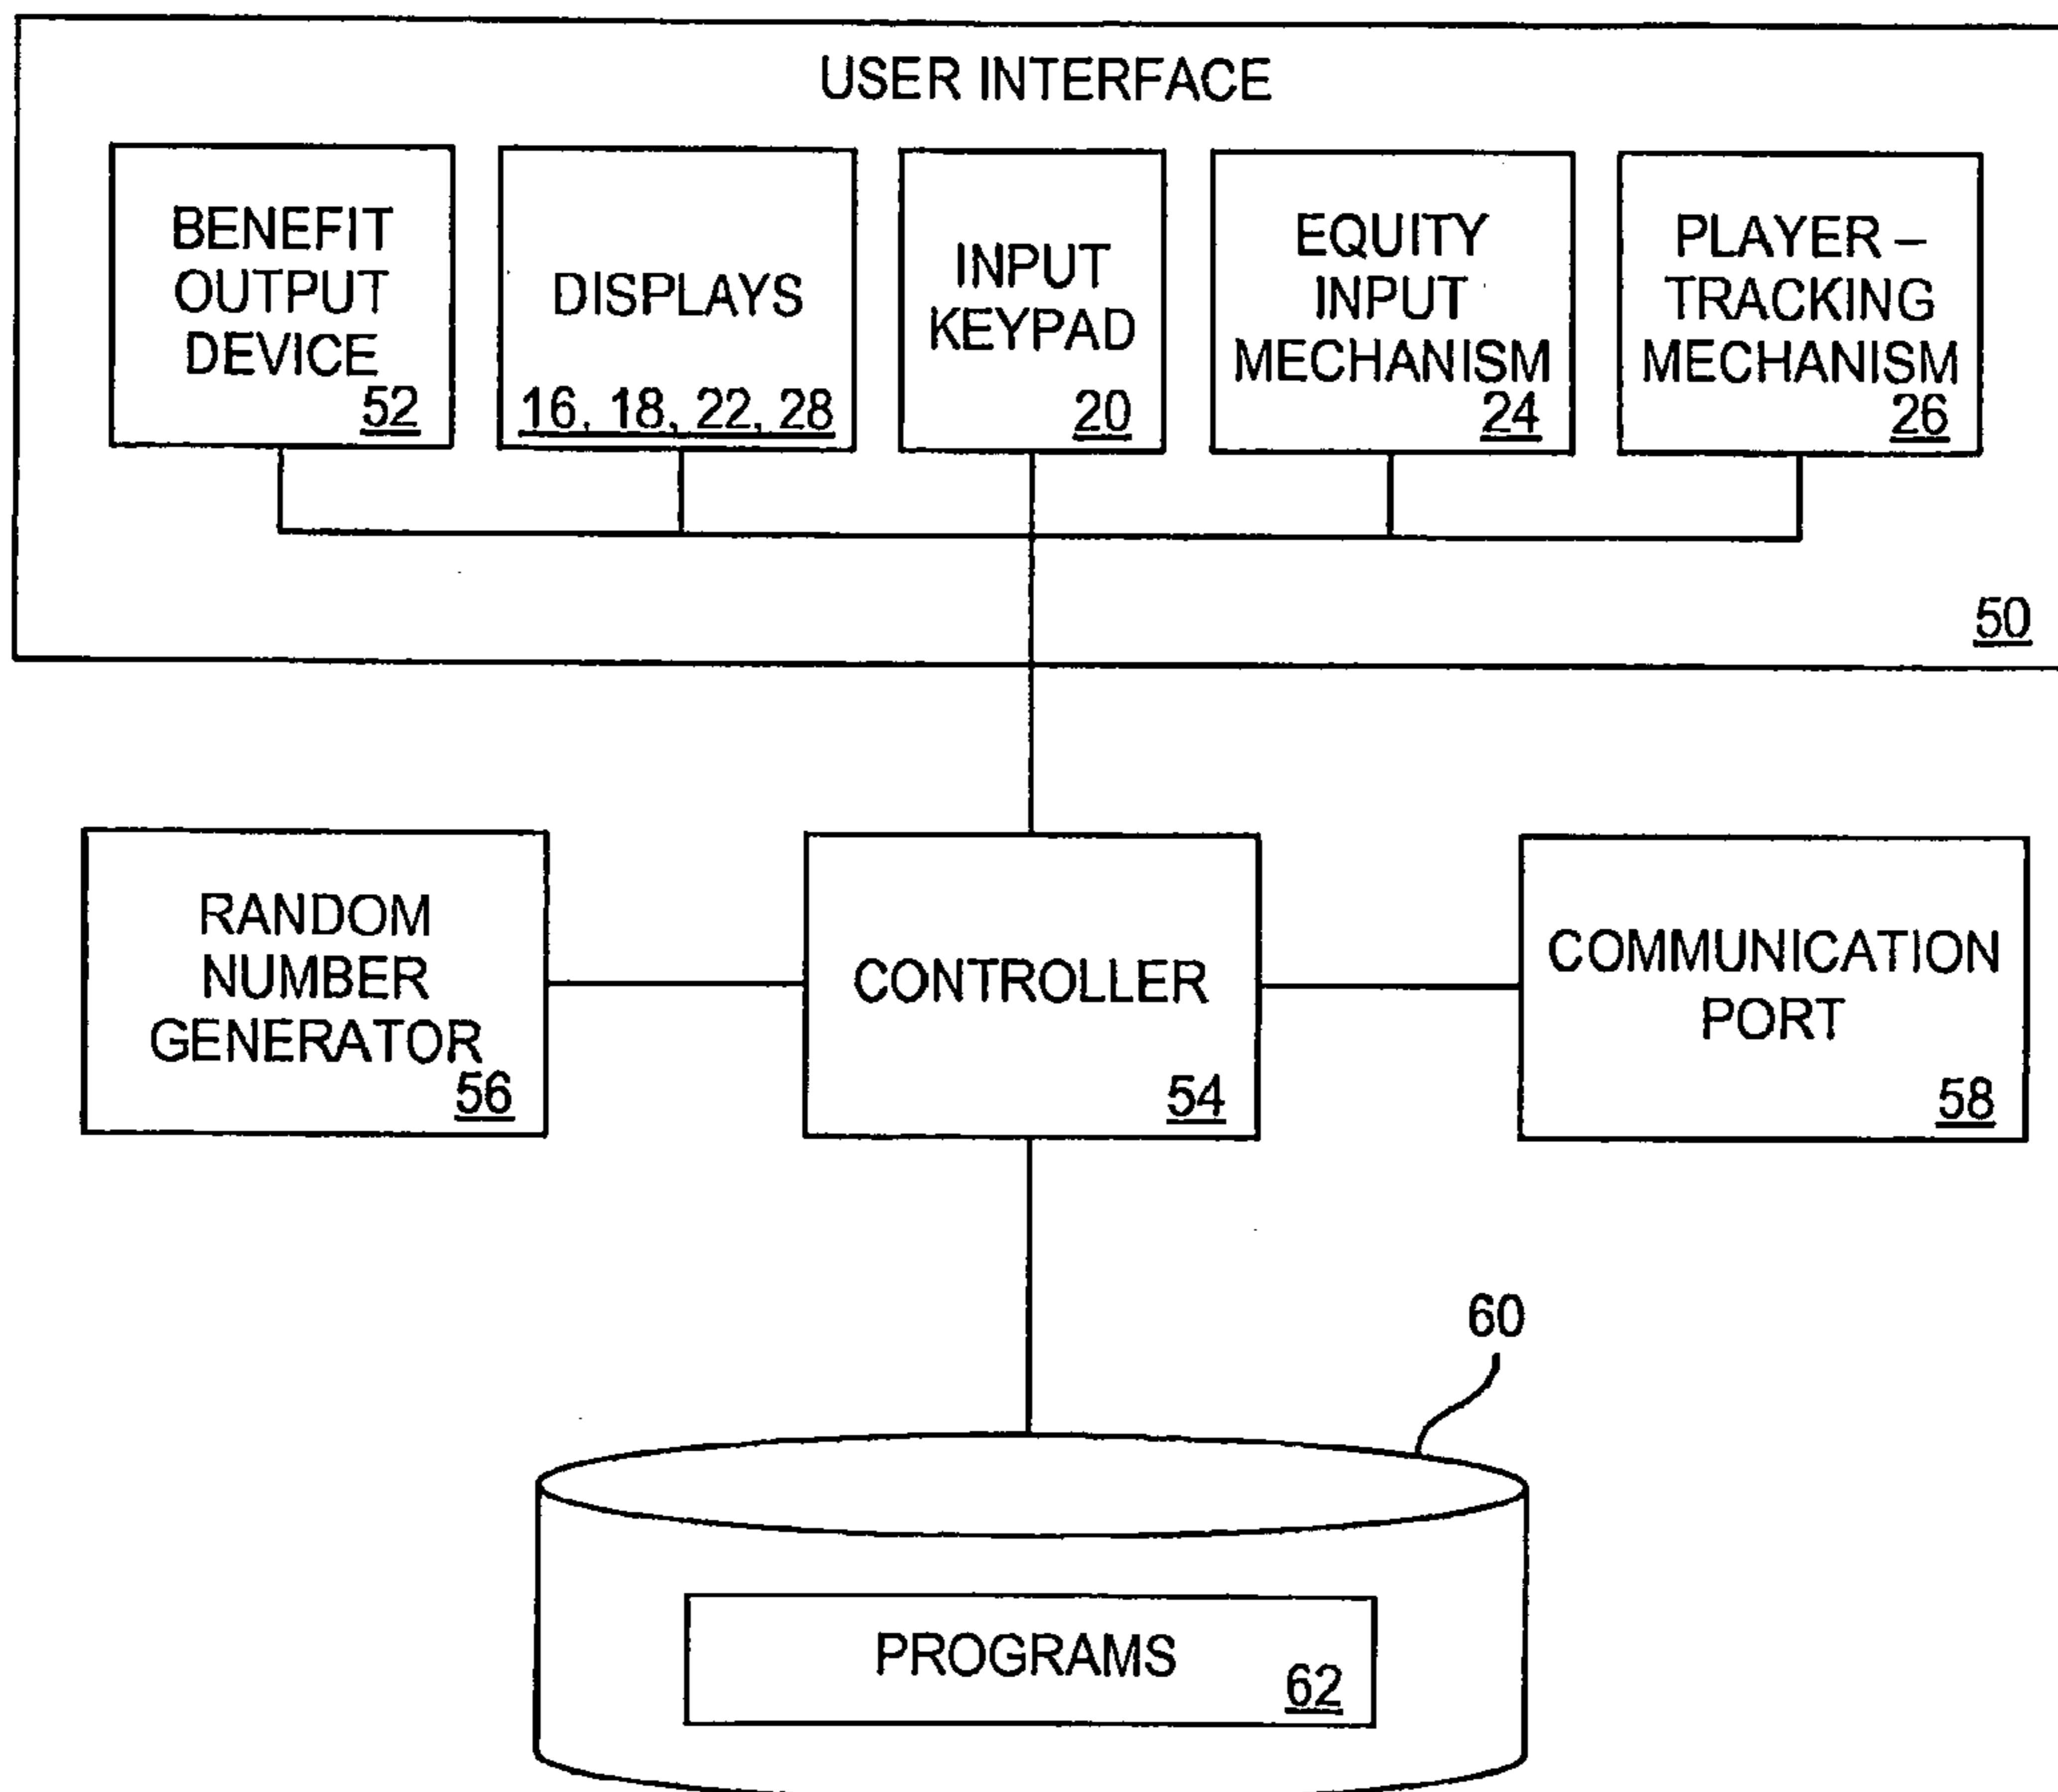 USER INTERFACE
BENEFIT
OUTPUT
DEVICE
52
DISPLAYS
16, 18, 22, 28
INPUT
KEYPAD
20
EQUITY
INPUT
MECHANISM
24
PLAYER –
TRACKING
MECHANISM
26
50
RANDOM
NUMBER
GENERATOR
56
CONTROLLER
54
COMMUNICATION
PORT
58
60
PROGRAMS
62